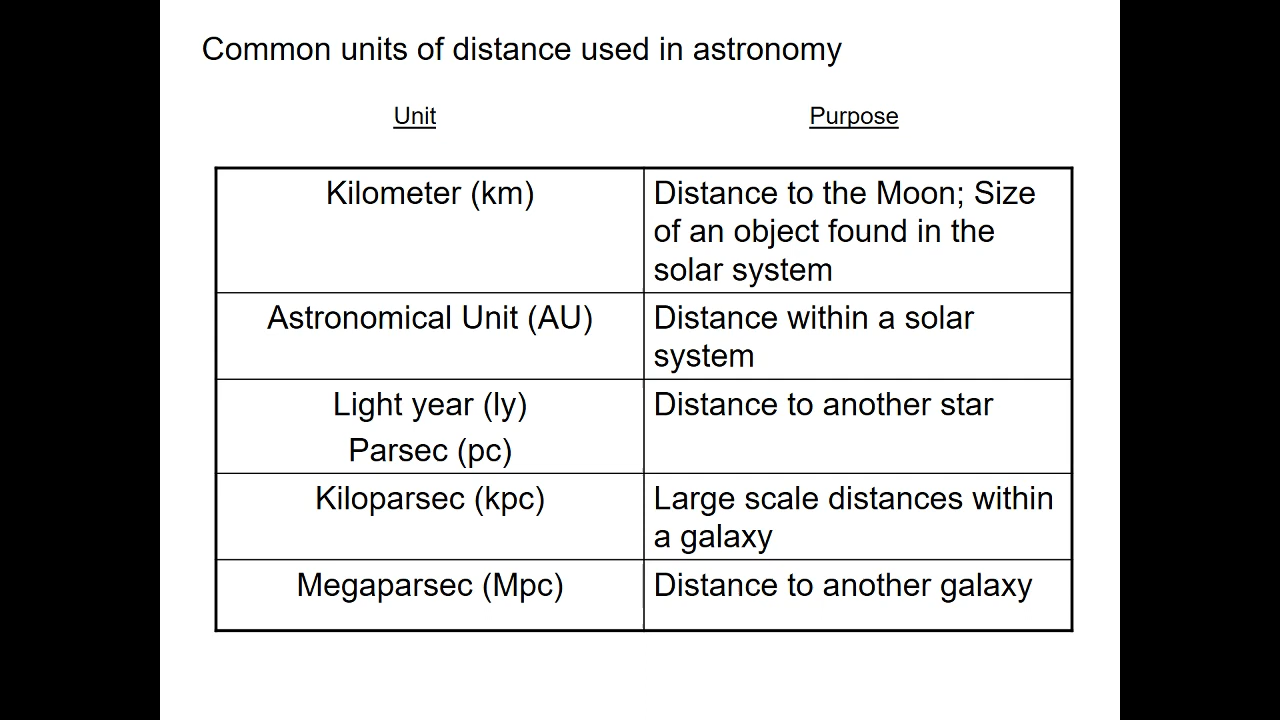 Common units of distance used in astronomy
Unit
Purpose
Kilometer (km)
Distance to the Moon; Size
of an object found in the
solar system
Astronomical Unit (AU)
Distance within a solar
system
Light year (ly)
Parsec (pc)
Distance to another star
Kiloparsec (kpc)
Large scale distances within
a galaxy
Megaparsec (Mpc)
Distance to another galaxy